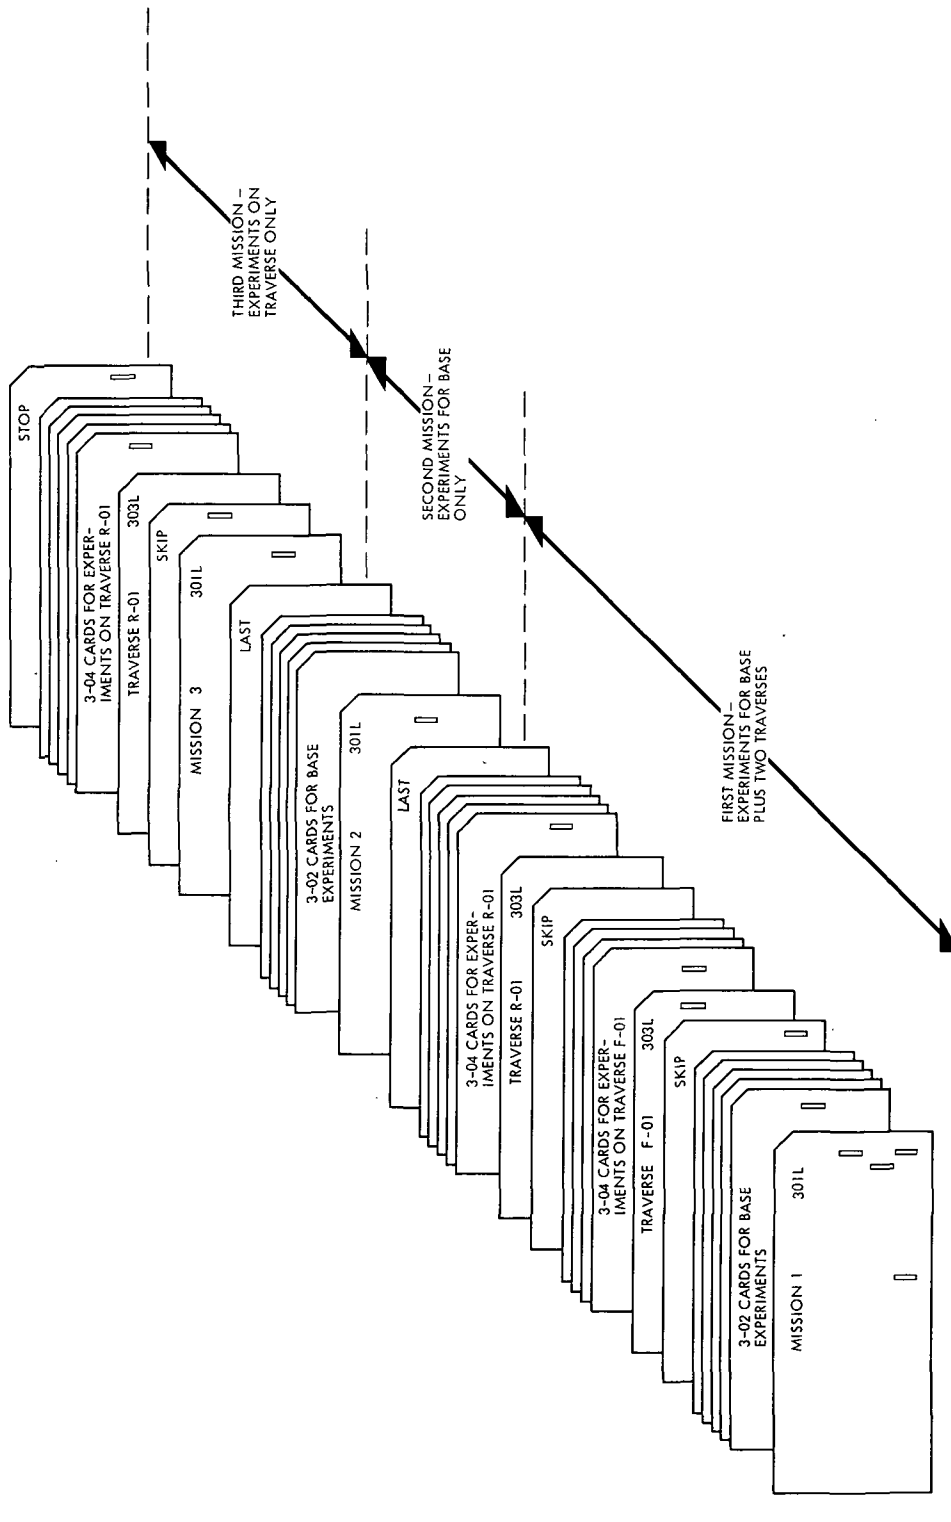 STOP
3-04 CARDS FOR EXPER-
IMENTS ON TRAVERSE R-01
TRAVERSE R-01 303L
SKIP
MISSION 3 301L
LAST
3-02 CARDS FOR BASE
EXPERIMENTS
MISSION 2 301L
LAST
3-04 CARDS FOR EXPER-
IMENTS ON TRAVERSE R-01
TRAVERSE R-01 303L
SKIP
3-04 CARDS FOR EXPER-
IMENTS ON TRAVERSE F-01
TRAVERSE F-01 303L
SKIP
3-02 CARDS FOR BASE
EXPERIMENTS
MISSION 1 301L
THIRD MISSION-
EXPERIMENTS ON
TRAVERSE ONLY
SECOND MISSION-
EXPERIMENTS FOR BASE
ONLY
FIRST MISSION-
EXPERIMENTS FOR BASE
PLUS TWO TRAVERSES